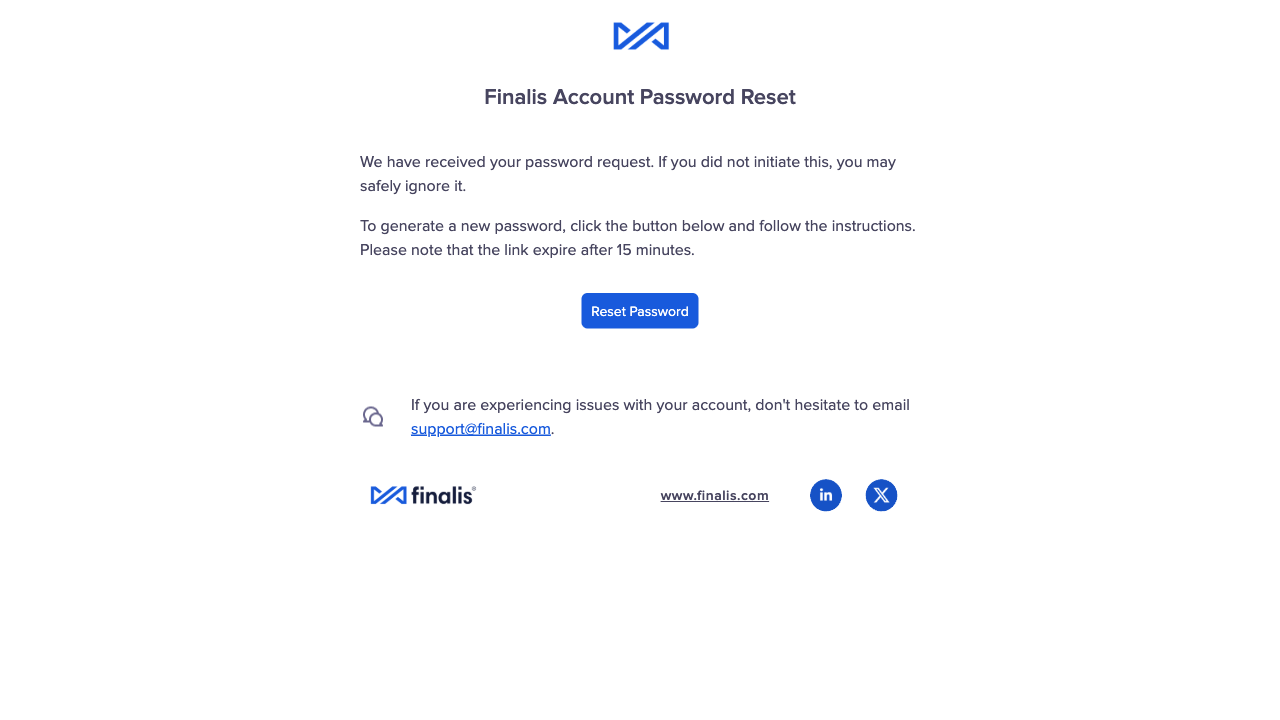 Finalis Account Password Reset
We have received your password request. If you did not initiate this, you may
safely ignore it.
To generate a new password, click the button below and follow the instructions.
Please note that the link expire after 15 minutes.
Reset Password
If you are experiencing issues with your account, don't hesitate to email
support@finalis.com.
finalis®
www.finalis.com
in
X